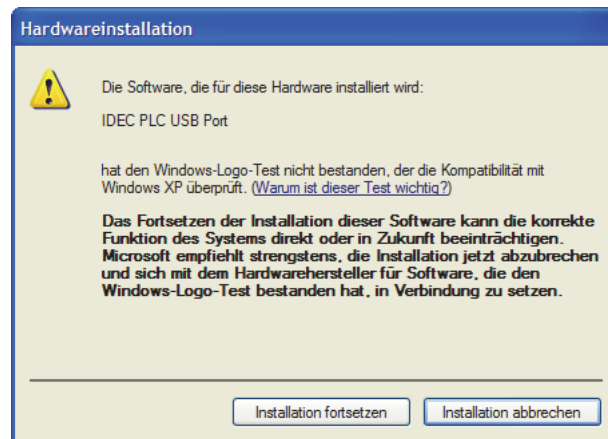 Hardwareinstallation
Die Software, die für diese Hardware installiert wird:
IDEC PLC USB Port
hat den Windows-Logo-Test nicht bestanden, der die Kompatibilität mit
Windows XP überprüft. (Warum ist dieser Test wichtig?)
Das Fortsetzen der Installation dieser Software kann die korrekte
Funktion des Systems direkt oder in Zukunft beeinträchtigen.
Microsoft empfiehlt strengstens, die Installation jetzt abzubrechen
und sich mit dem Hardwarehersteller für Software, die den
Windows-Logo-Test bestanden hat, in Verbindung zu setzen.
Installation fortsetzen Installation abbrechen